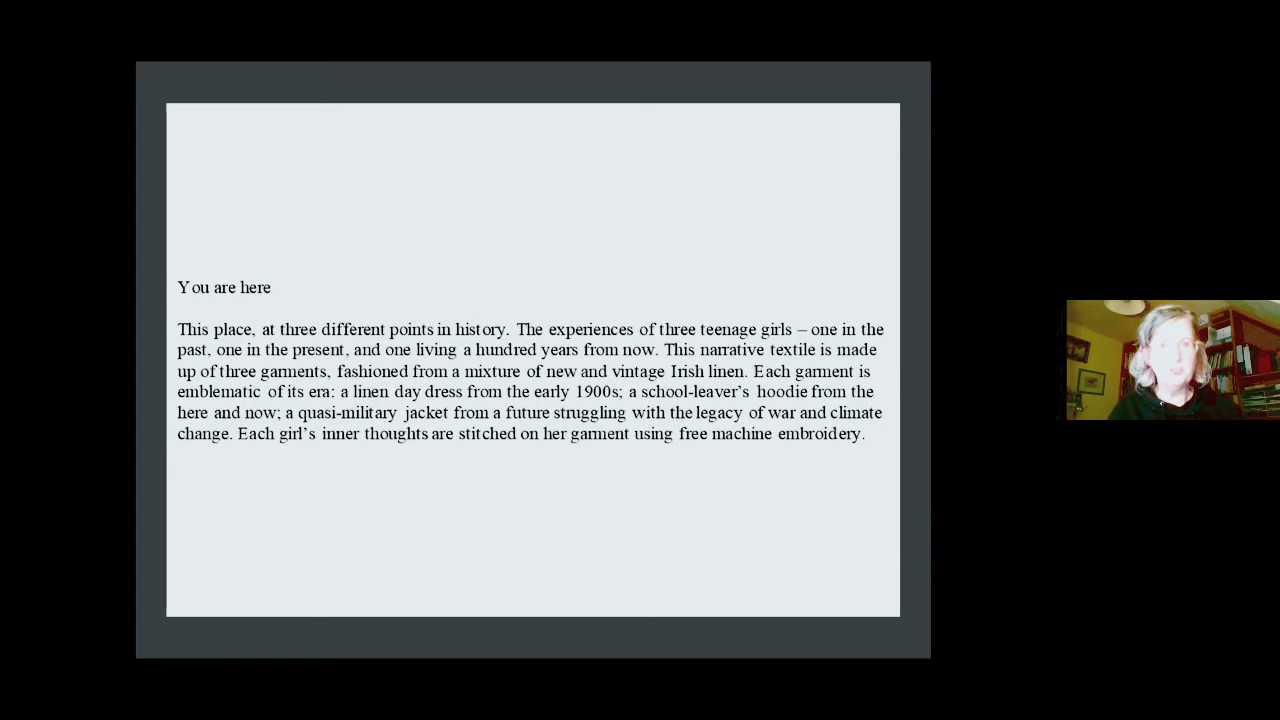 You are here
This place, at three different points in history. The experiences of three teenage girls – one in the
past, one in the present, and one living a hundred years from now. This narrative textile is made
up of three garments, fashioned from a mixture of new and vintage Irish linen. Each garment is
emblematic of its era: a linen day dress from the early 1900s; a school-leaver’s hoodie from the
here and now; a quasi-military jacket from a future struggling with the legacy of war and climate
change. Each girl’s inner thoughts are stitched on her garment using free machine embroidery.